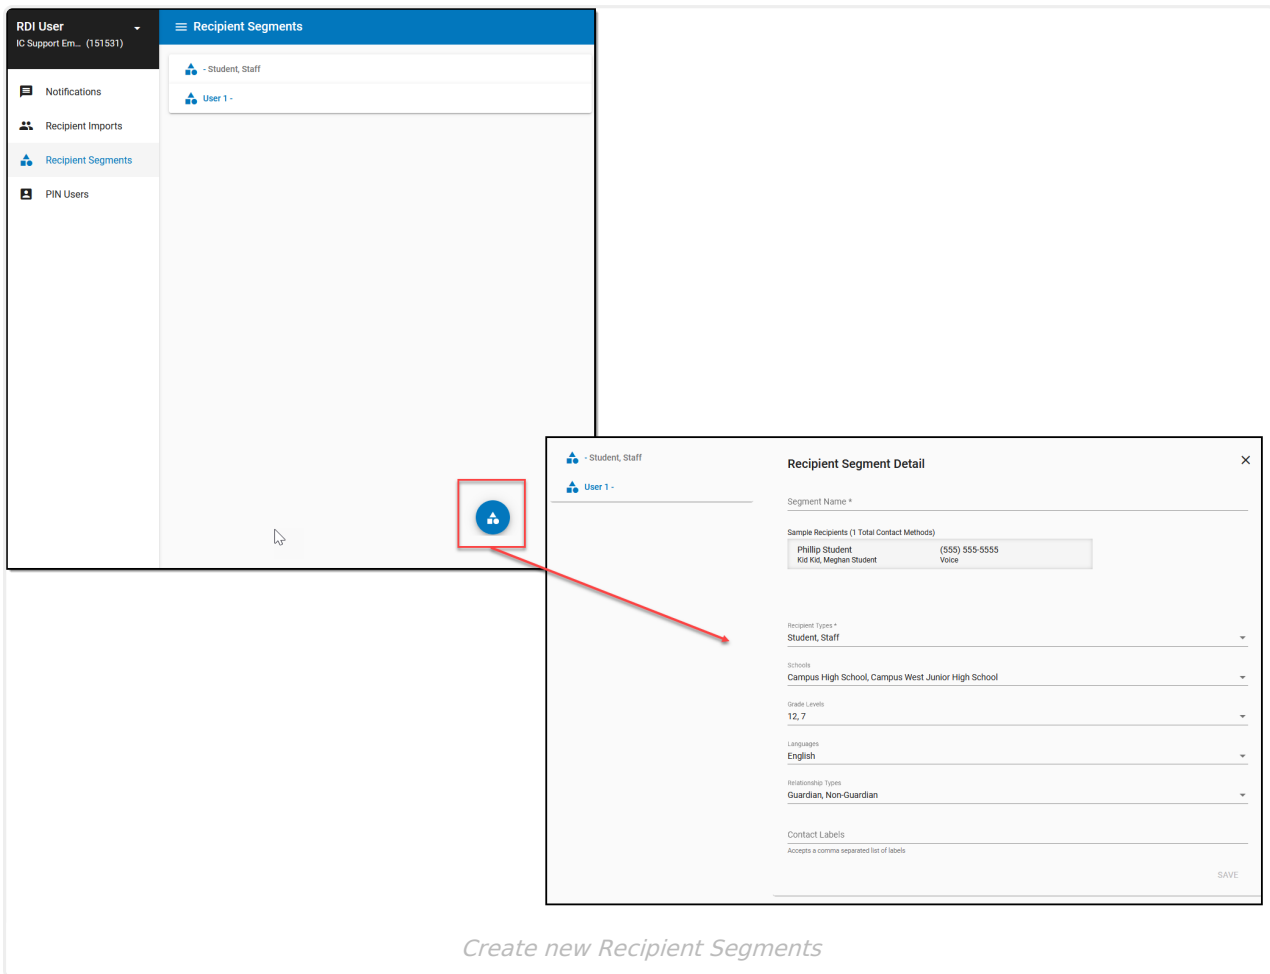 RDI User
IC Support Em... (151531)
Recipient Segments
Notifications
Recipient Imports
Recipient Segments
PIN Users
- Student, Staff
User 1 -
- Student, Staff
User 1 -
Recipient Segment Detail
Segment Name *
Sample Recipients (1 Total Contact Methods)
Phillip Student (555) 555-5555
Kid Kid, Meghan Student Voice
Recipient Types *
Student, Staff
Schools
Campus High School, Campus West Junior High School
Grade Levels
12, 7
Languages
English
Relationship Types
Guardian, Non-Guardian
Contact Labels
Accepts a comma separated list of labels
SAVE
Create new Recipient Segments